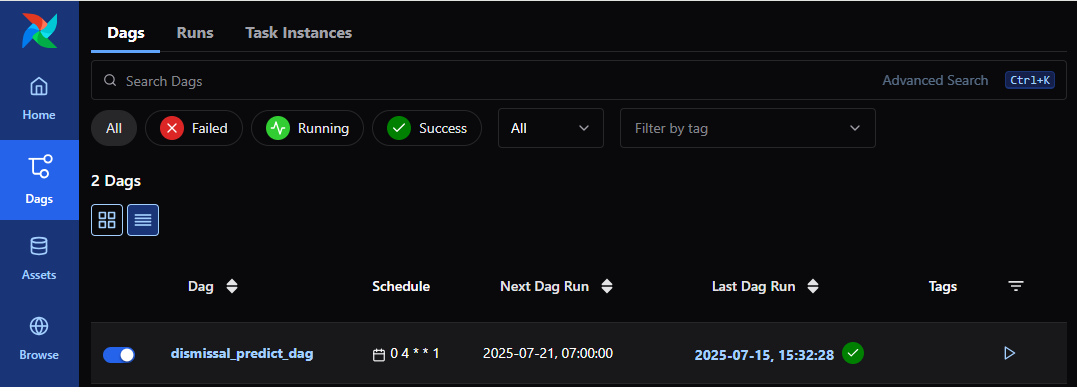 Dags Runs Task Instances
Search Dags Advanced Search Ctrl+K
Home
All Failed Running Success All Filter by tag
2 Dags
Dags
Assets
Dag Schedule Next Dag Run Last Dag Run Tags
Browse
dismissal_predict_dag 0 4 * * 1 2025-07-21, 07:00:00 2025-07-15, 15:32:28